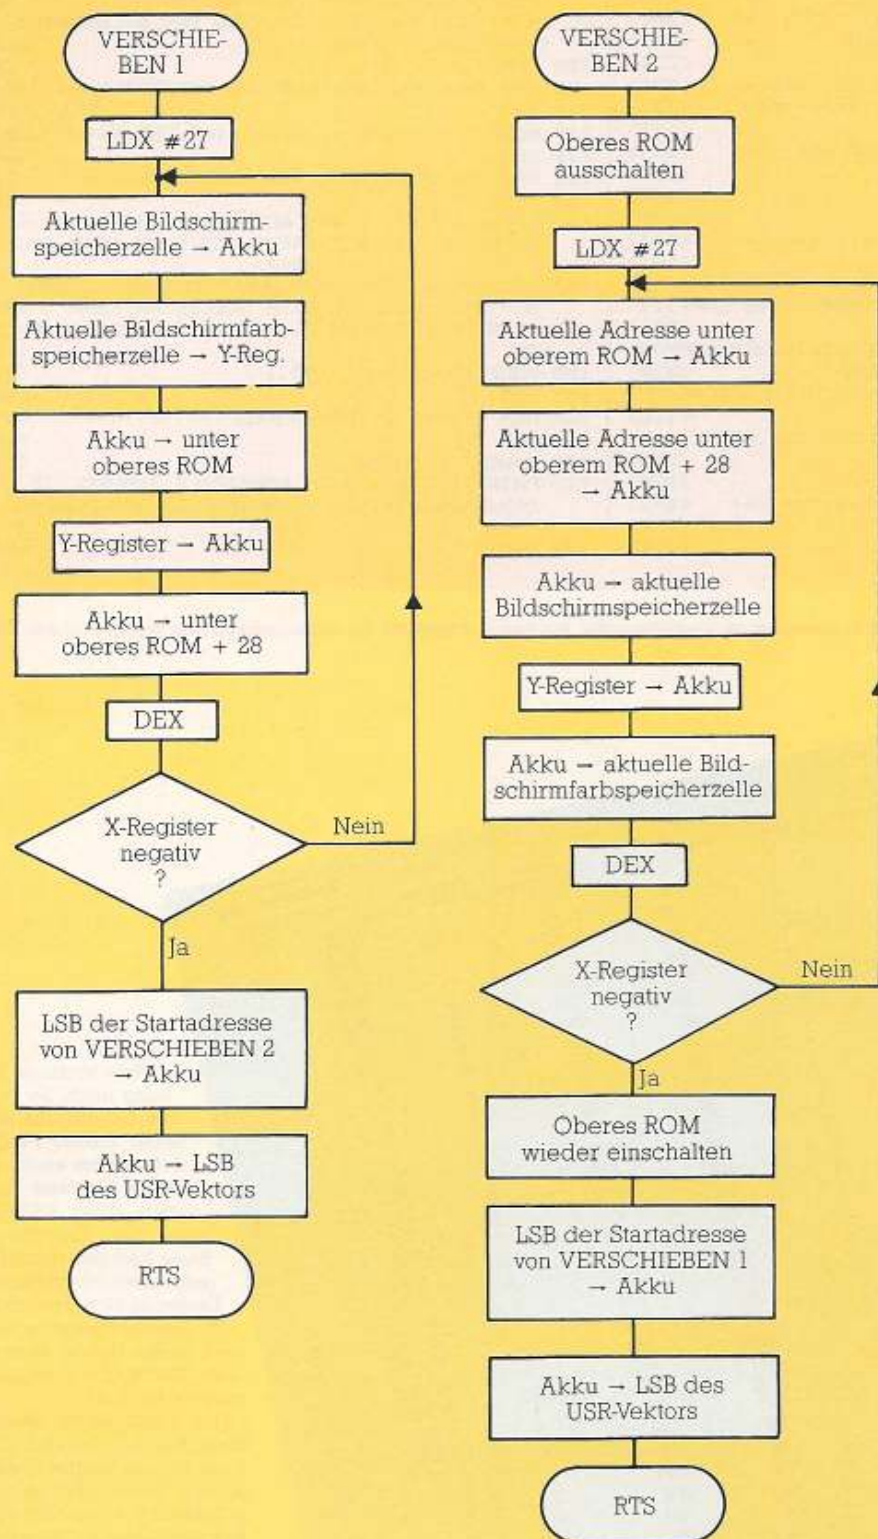 VERSCHIE-
BEN 1
LDX #27
Aktuelle Bildschirm-
speicherzelle → Akku
Aktuelle Bildschirmfarb-
speicherzelle → Y-Reg.
Akku → unter
oberes ROM
Y-Register → Akku
Akku → unter
oberes ROM + 28
DEX
X-Register
negativ
?
Nein
Ja
LSB der Startadresse
von VERSCHIEBEN 2
→ Akku
Akku → LSB
des USR-Vektors
RTS
VERSCHIE-
BEN 2
Oberes ROM
ausschalten
LDX #27
Aktuelle Adresse unter
oberem ROM → Akku
Aktuelle Adresse unter
oberem ROM + 28
→ Akku
Akku → aktuelle
Bildschirmspeicherzelle
Y-Register → Akku
Akku → aktuelle Bild-
schirmfarbspeicherzelle
DEX
X-Register
negativ
?
Nein
Ja
Oberes ROM
wieder einschalten
LSB der Startadresse
von VERSCHIEBEN 1
→ Akku
Akku → LSB des
USR-Vektors
RTS